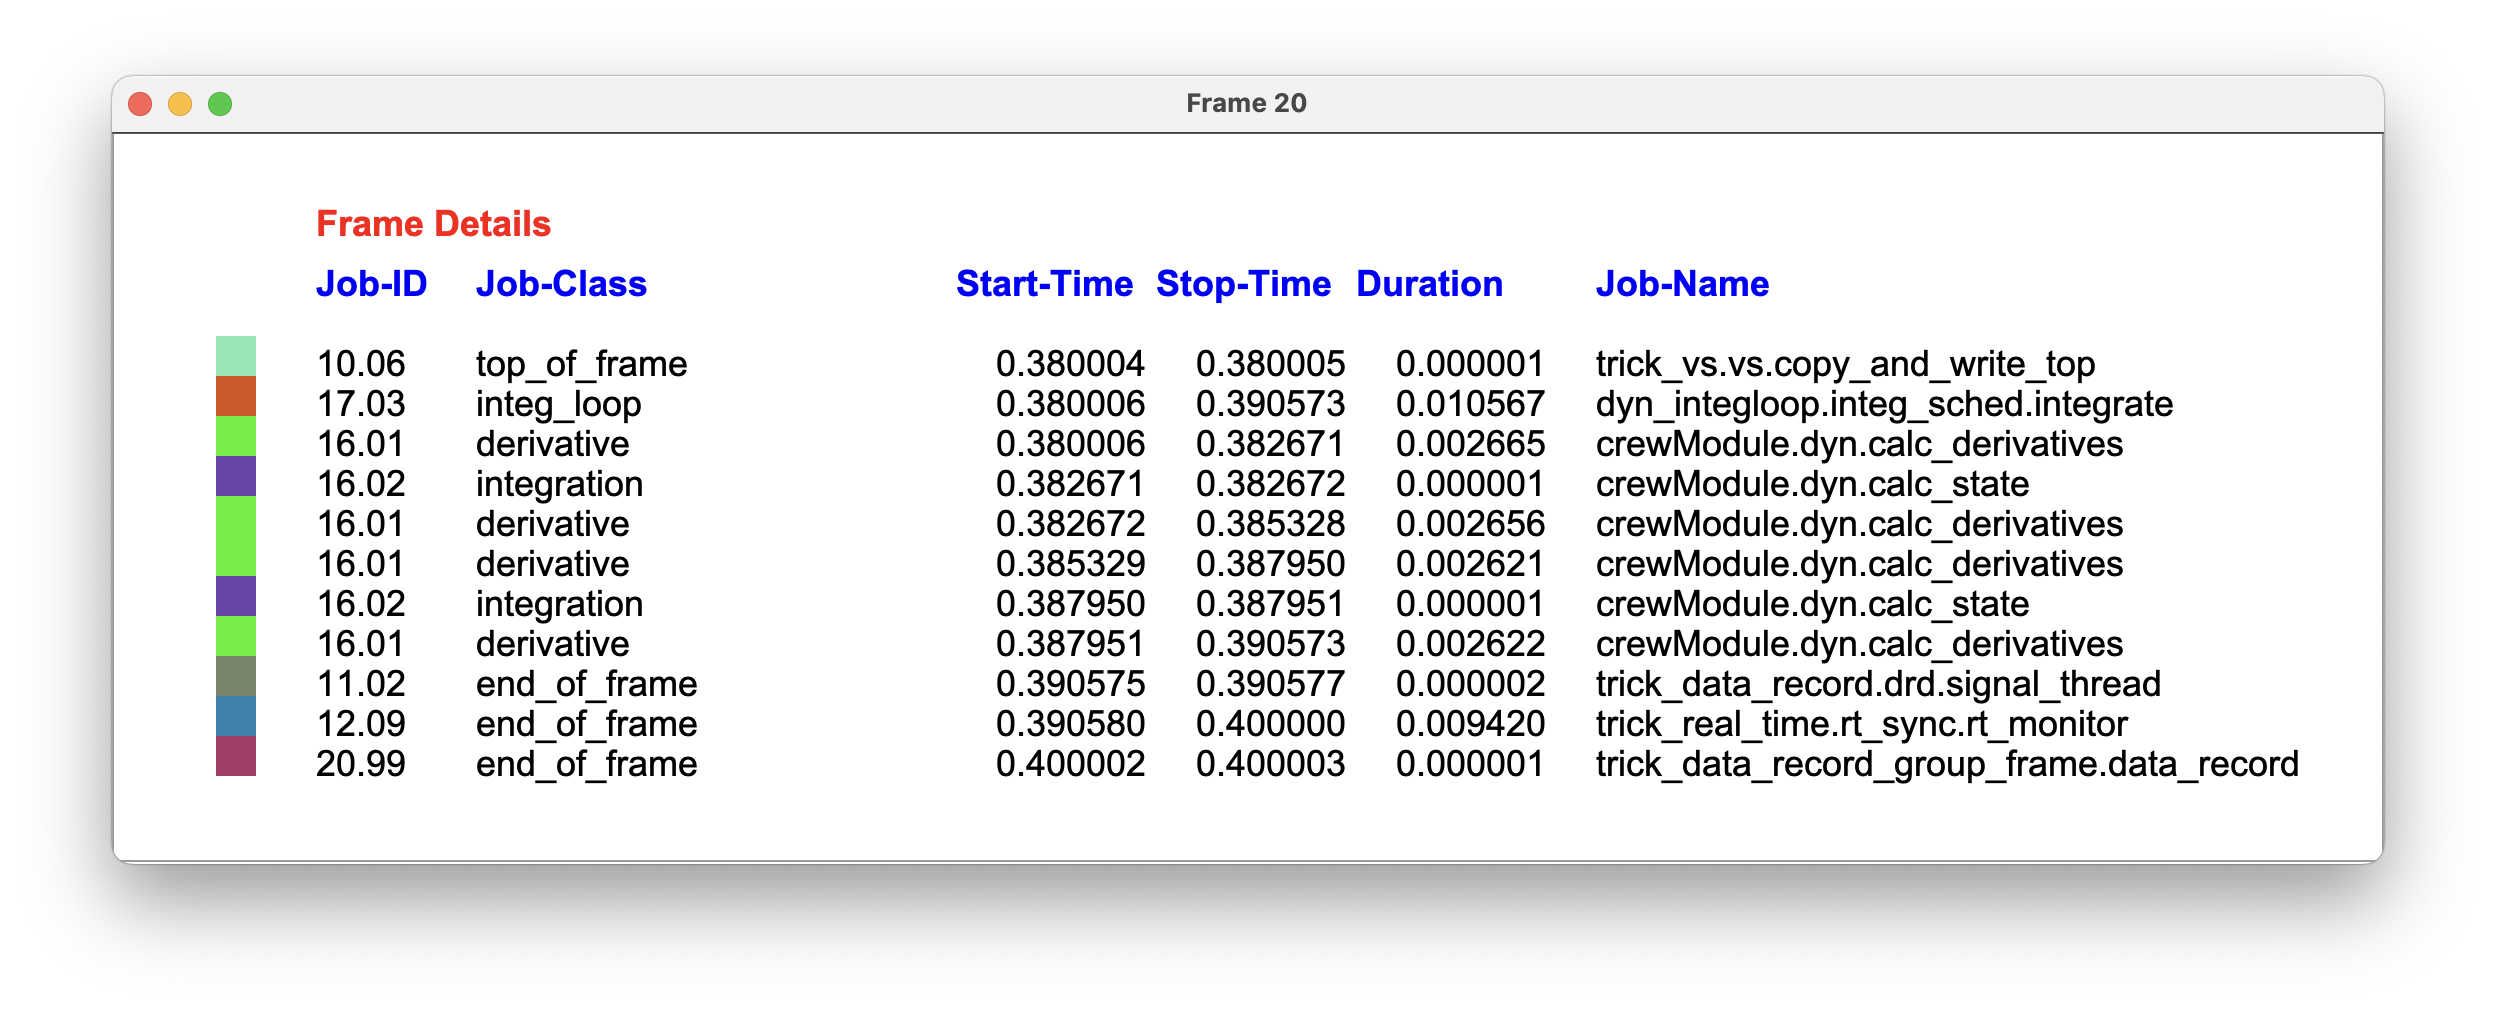 Frame 20
Frame Details
Job-ID Job-Class Start-Time Stop-Time Duration Job-Name
10.06 top_of_frame 0.380004 0.380005 0.000001 trick_vs.vs.copy_and_write_top
17.03 integ_loop 0.380006 0.390573 0.010567 dyn_integloop.integ_sched.integrate
16.01 derivative 0.380006 0.382671 0.002665 crewModule.dyn.calc_derivatives
16.02 integration 0.382671 0.382672 0.000001 crewModule.dyn.calc_state
16.01 derivative 0.382672 0.385328 0.002656 crewModule.dyn.calc_derivatives
16.01 derivative 0.385329 0.387950 0.002621 crewModule.dyn.calc_derivatives
16.02 integration 0.387950 0.387951 0.000001 crewModule.dyn.calc_state
16.01 derivative 0.387951 0.390573 0.002622 crewModule.dyn.calc_derivatives
11.02 end_of_frame 0.390575 0.390577 0.000002 trick_data_record.drd.signal_thread
12.09 end_of_frame 0.390580 0.400000 0.009420 trick_real_time.rt_sync.rt_monitor
20.99 end_of_frame 0.400002 0.400003 0.000001 trick_data_record_group_frame.data_record